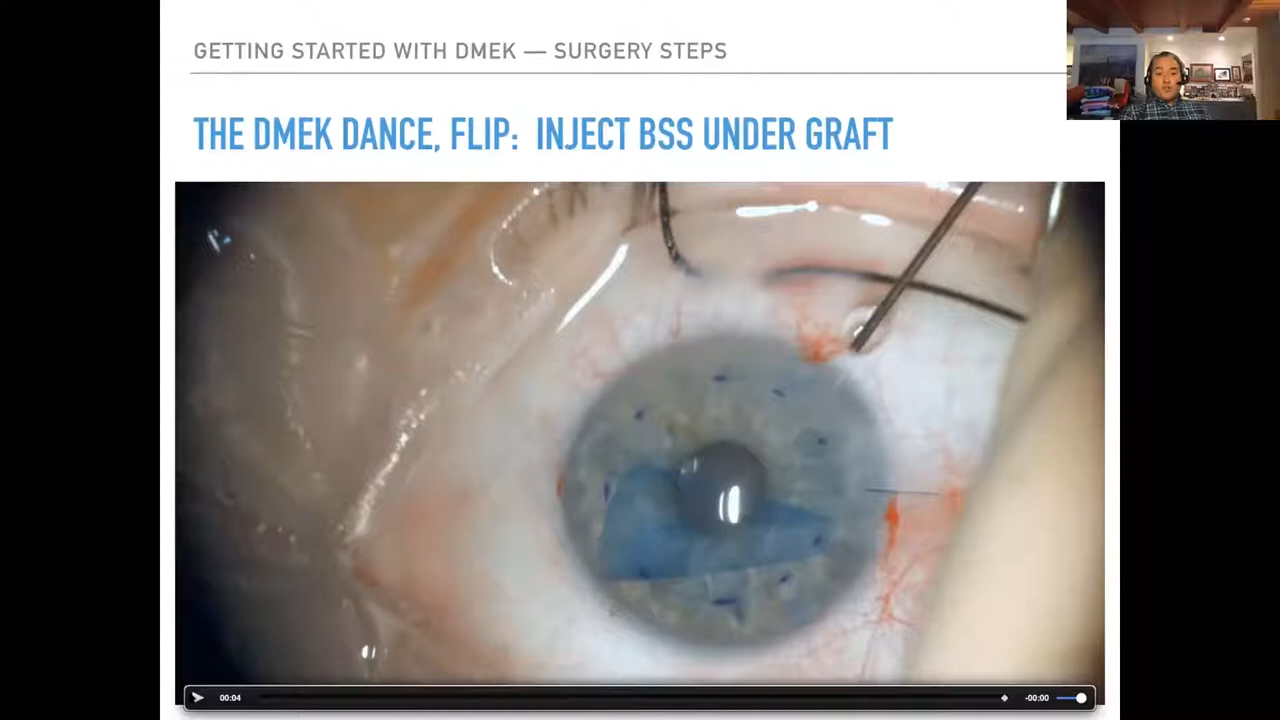 GETTING STARTED WITH DMEK — SURGERY STEPS
THE DMEK DANCE, FLIP: INJECT BSS UNDER GRAFT
00:04
-00:00